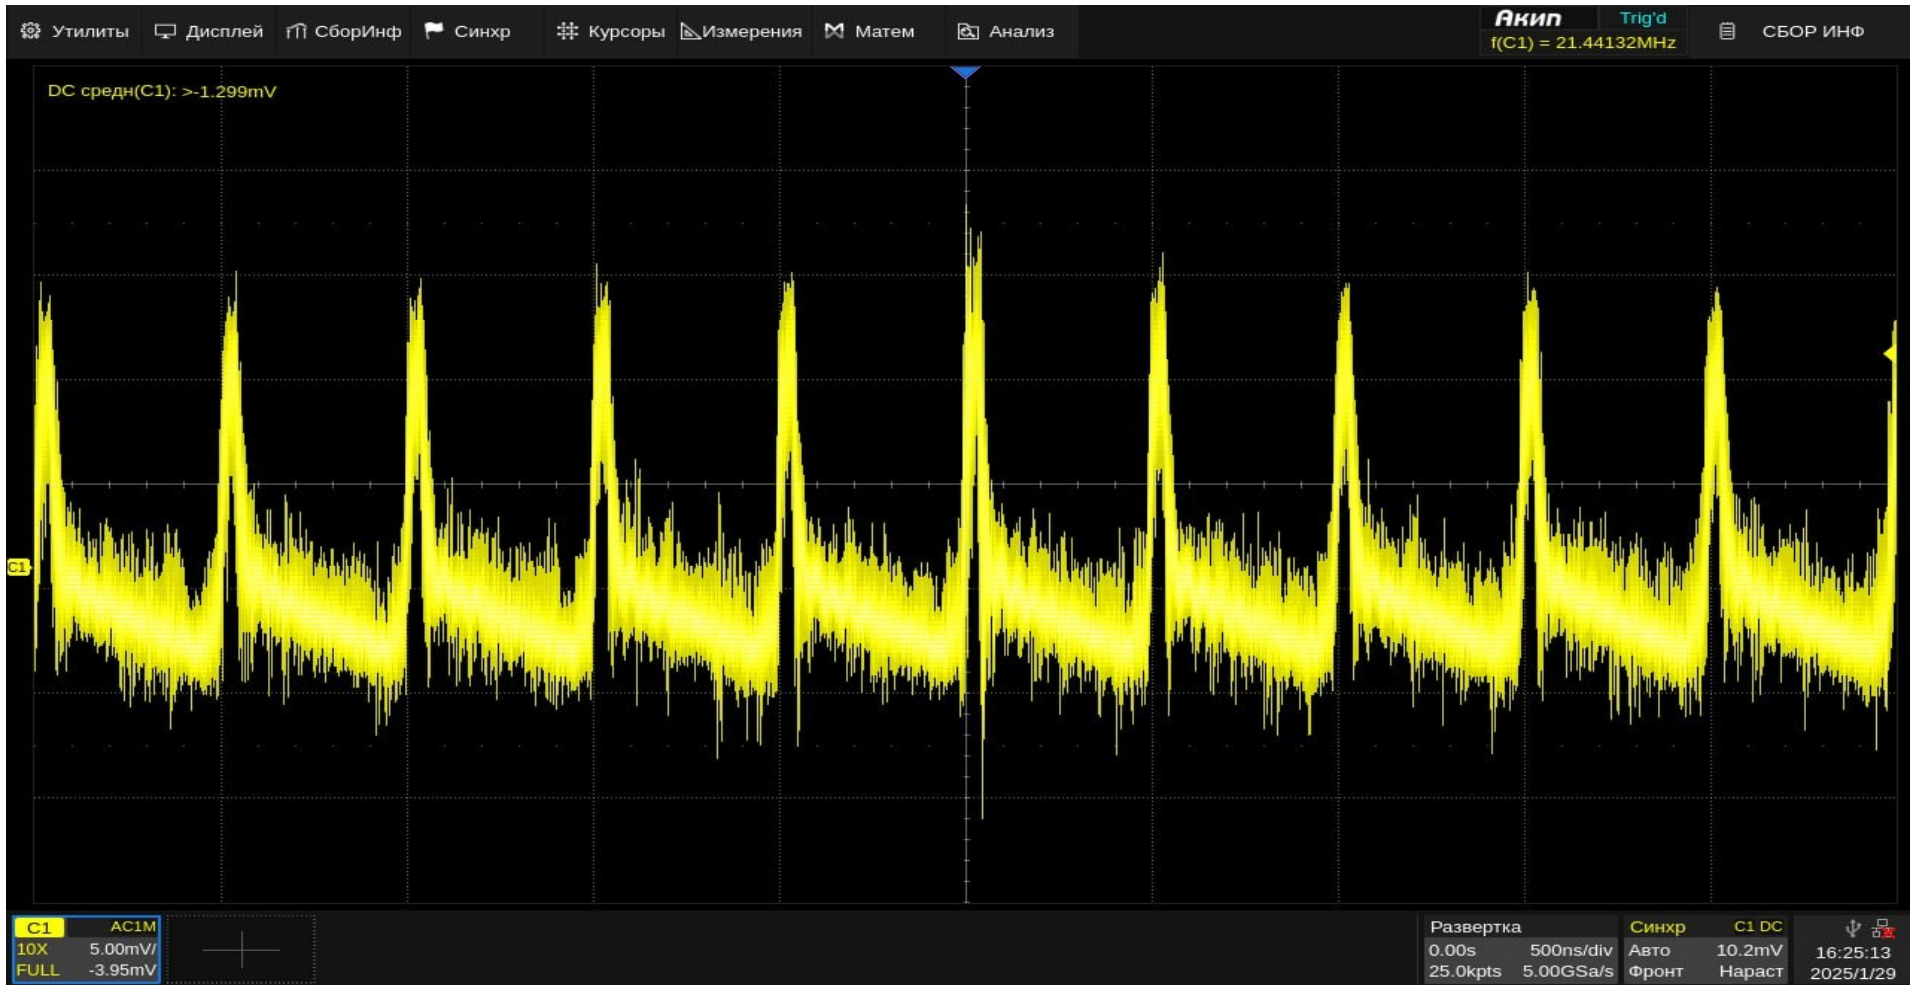 Утилиты Дисплей СборИнф Синхр Курсоры Измерения Матем Анализ
Акип Trig'd
f(C1) = 21.44132MHz
СБОР ИНФ
DC средн(C1): >-1.299mV
C1
C1 AC1M
10X 5.00mV/
FULL -3.95mV
Развертка
0.00s 500ns/div
25.0kpts 5.00GSa/s
Синхр C1 DC
Авто 10.2mV
Фронт Нараст
16:25:13
2025/1/29